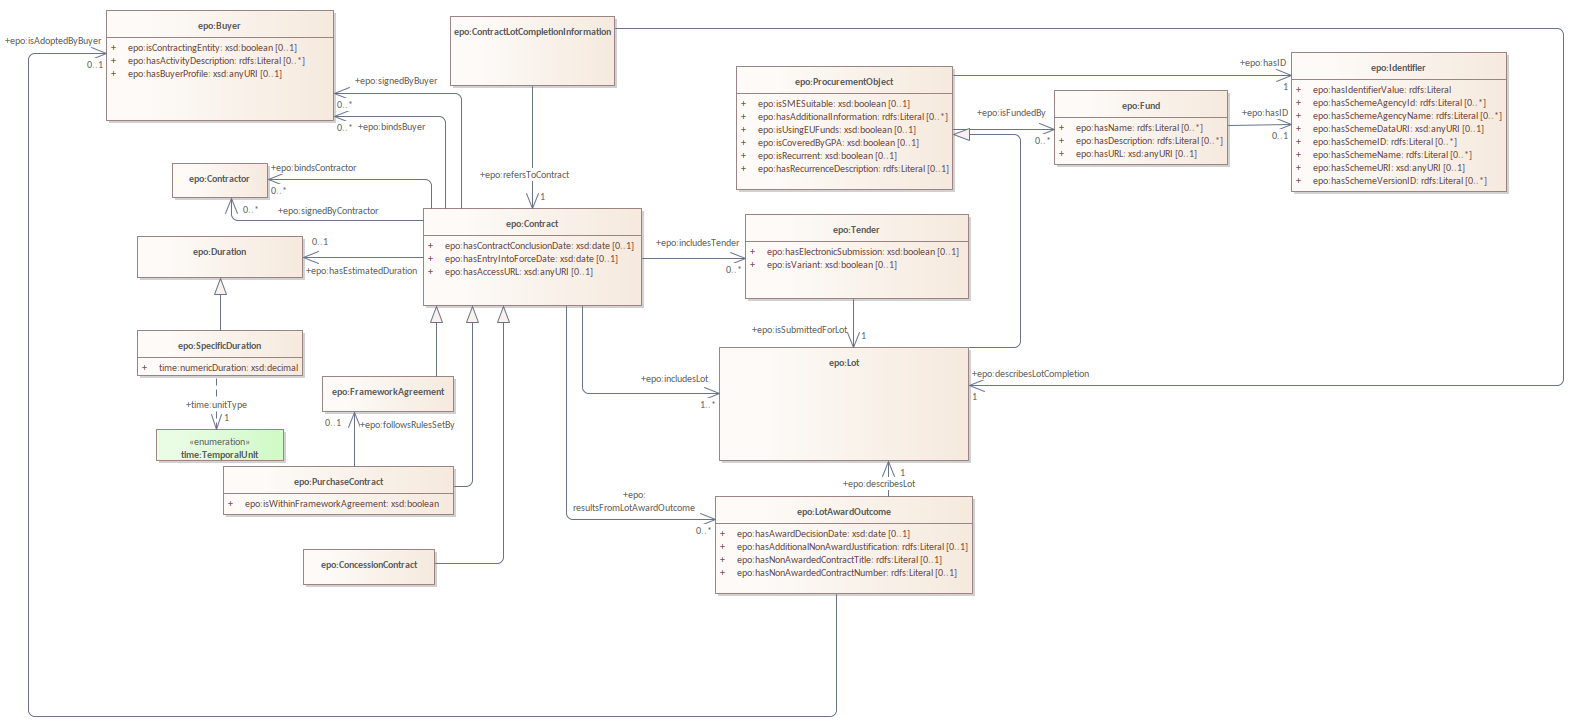 epo:Buyer
+ epo:isContractingEntity: xsd:boolean [0..1]
+ epo:hasActivityDescription: rdfs:Literal [0..*]
+ epo:hasBuyerProfile: xsd:anyURI [0..1]
+epo:isAdoptedByBuyer
0..1
epo:ContractLotCompletionInformation
+epo:signedByBuyer
0..*
0..*
+epo:bindsBuyer
epo:ProcurementObject
+ epo:isSMESuitable: xsd:boolean [0..1]
+ epo:hasAdditionalInformation: rdfs:Literal [0..*]
+ epo:isUsingEUFunds: xsd:boolean [0..1]
+ epo:isCoveredByGPA: xsd:boolean [0..1]
+ epo:isRecurrent: xsd:boolean [0..1]
+ epo:hasRecurrenceDescription: rdfs:Literal [0..1]
+epo:isFundedBy
0..*
epo:Fund
+ epo:hasName: rdfs:Literal [0..*]
+ epo:hasDescription: rdfs:Literal [0..*]
+ epo:hasURL: xsd:anyURI [0..1]
+epo:hasID
1
+epo:hasID
0..1
epo:Identifier
+ epo:hasIdentifierValue: rdfs:Literal
+ epo:hasSchemeAgencyId: rdfs:Literal [0..*]
+ epo:hasSchemeAgencyName: rdfs:Literal [0..*]
+ epo:hasSchemeDataURI: xsd:anyURI [0..1]
+ epo:hasSchemeID: rdfs:Literal [0..*]
+ epo:hasSchemeName: rdfs:Literal [0..*]
+ epo:hasSchemeURI: xsd:anyURI [0..1]
+ epo:hasSchemeVersionID: rdfs:Literal [0..*]
epo:Contractor
+epo:bindsContractor
0..*
0..*
+epo:signedByContractor
+epo:refersToContract
1
epo:Duration
0..1
+epo:hasEstimatedDuration
epo:Contract
+ epo:hasContractConclusionDate: xsd:date [0..1]
+ epo:hasEntryIntoForceDate: xsd:date [0..1]
+ epo:hasAccessURL: xsd:anyURI [0..1]
+epo:includesTender
0..*
epo:Tender
+ epo:hasElectronicSubmission: xsd:boolean [0..1]
+ epo:isVariant: xsd:boolean [0..1]
+epo:isSubmittedForLot
1
epo:SpecificDuration
+ time:numericDuration: xsd:decimal
+time:unitType
1
«enumeration»
time:TemporalUnit
epo:FrameworkAgreement
0..1
+epo:followsRulesSetBy
epo:PurchaseContract
+ epo:isWithinFrameworkAgreement: xsd:boolean
epo:ConcessionContract
+epo:includesLot
1..*
epo:Lot
+epo:describesLotCompletion
1
1
+epo:describesLot
+epo:
resultsFromLotAwardOutcome
0..*
epo:LotAwardOutcome
+ epo:hasAwardDecisionDate: xsd:date [0..1]
+ epo:hasAdditionalNonAwardJustification: rdfs:Literal [0..1]
+ epo:hasNonAwardedContractTitle: rdfs:Literal [0..1]
+ epo:hasNonAwardedContractNumber: rdfs:Literal [0..1]